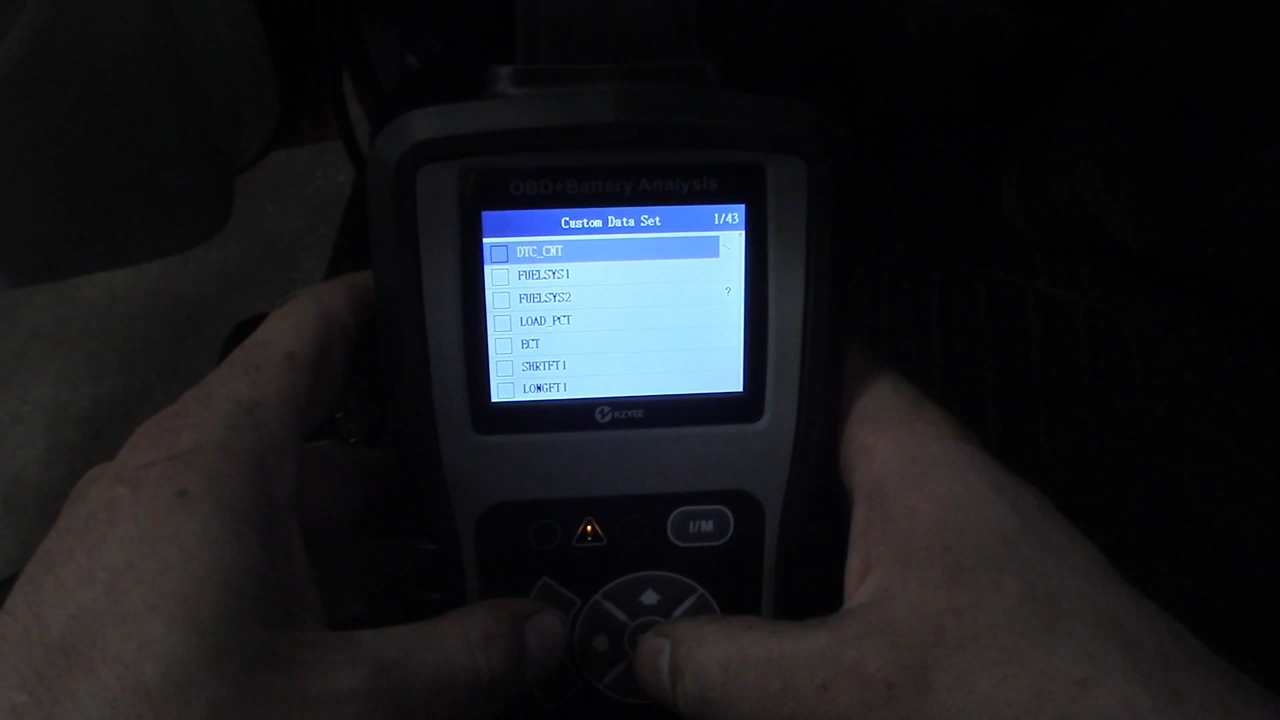 OBD+Battery Analysis
Custom Data Set 1/43
DTC_CNT
FUELSYS1
FUELSYS2
?
LOAD_PCT
ECT
SHRTFT1
LONGFT1
KZYEE
I/M